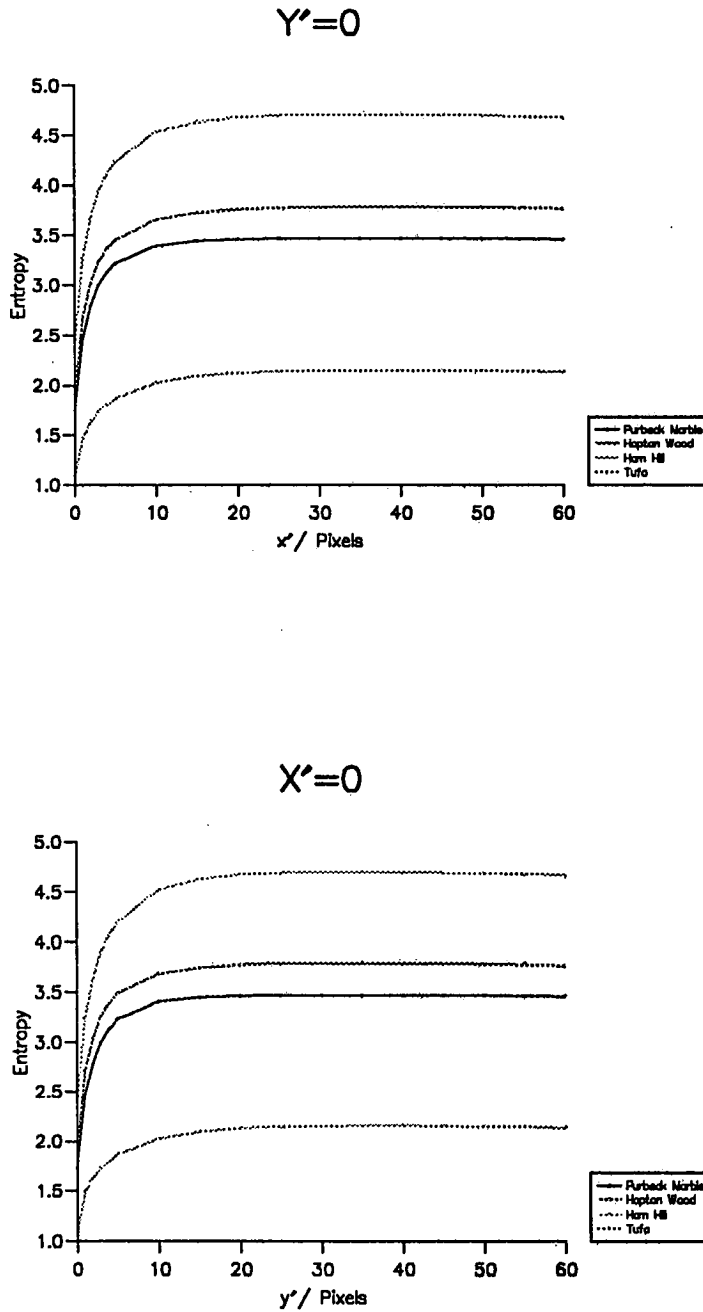 Y′=0
5.0
4.5
4.0
3.5
3.0
2.5
2.0
1.5
1.0
Entropy
0 10 20 30 40 50 60
x′/ Pixels
Purbeck Marble
Hopton Wood
Ham Hill
Tufa
X′=0
5.0
4.5
4.0
3.5
3.0
2.5
2.0
1.5
1.0
Entropy
0 10 20 30 40 50 60
y′/ Pixels
Purbeck Marble
Hopton Wood
Ham Hill
Tufa